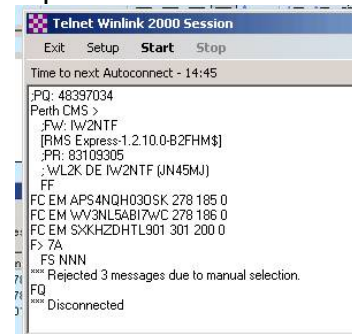 Telnet Winlink 2000 Session
Exit Setup Start Stop
Time to next Autoconnect - 14:45
;PQ: 48397034
Perth CMS >
;FW: IW2NTF
[RMS Express-1.2.10.0-B2FHM$]
;PR: 83109305
; WL2K DE IW2NTF (JN45MJ)
FF
FC EM APS4NQH03OSK 278 185 0
FC EM WV3NL5ABI7WC 278 186 0
FC EM SXKHZDHTL901 301 200 0
F> 7A
FS NNN
*** Rejected 3 messages due to manual selection.
FQ
*** Disconnected